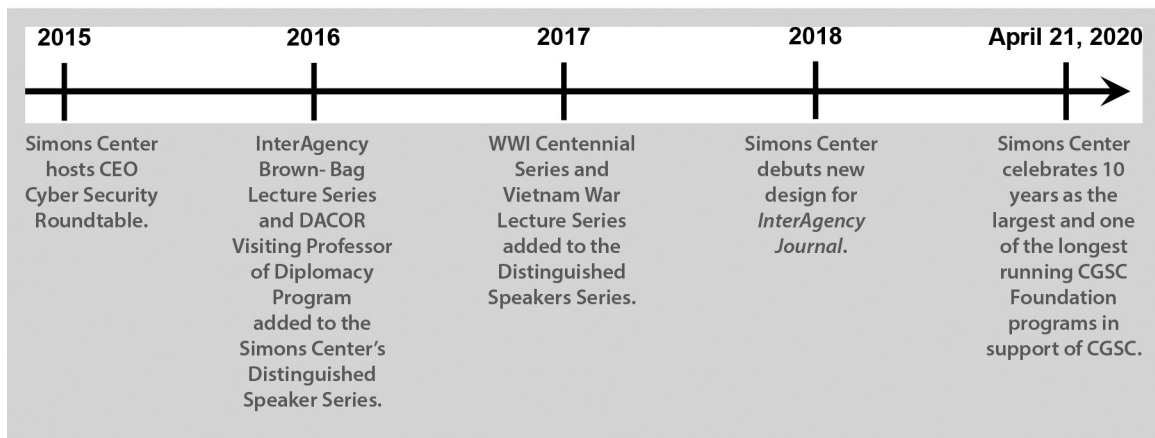 2015
Simons Center
hosts CEO
Cyber Security
Roundtable.
2016
InterAgency
Brown- Bag
Lecture Series
and DACOR
Visiting Professor
of Diplomacy
Program
added to the
Simons Center’s
Distinguished
Speaker Series.
2017
WWI Centennial
Series and
Vietnam War
Lecture Series
added to the
Distinguished
Speakers Series.
2018
Simons Center
debuts new
design for
InterAgency
Journal.
April 21, 2020
Simons Center
celebrates 10
years as the
largest and one
of the longest
running CGSC
Foundation
programs in
support of CGSC.